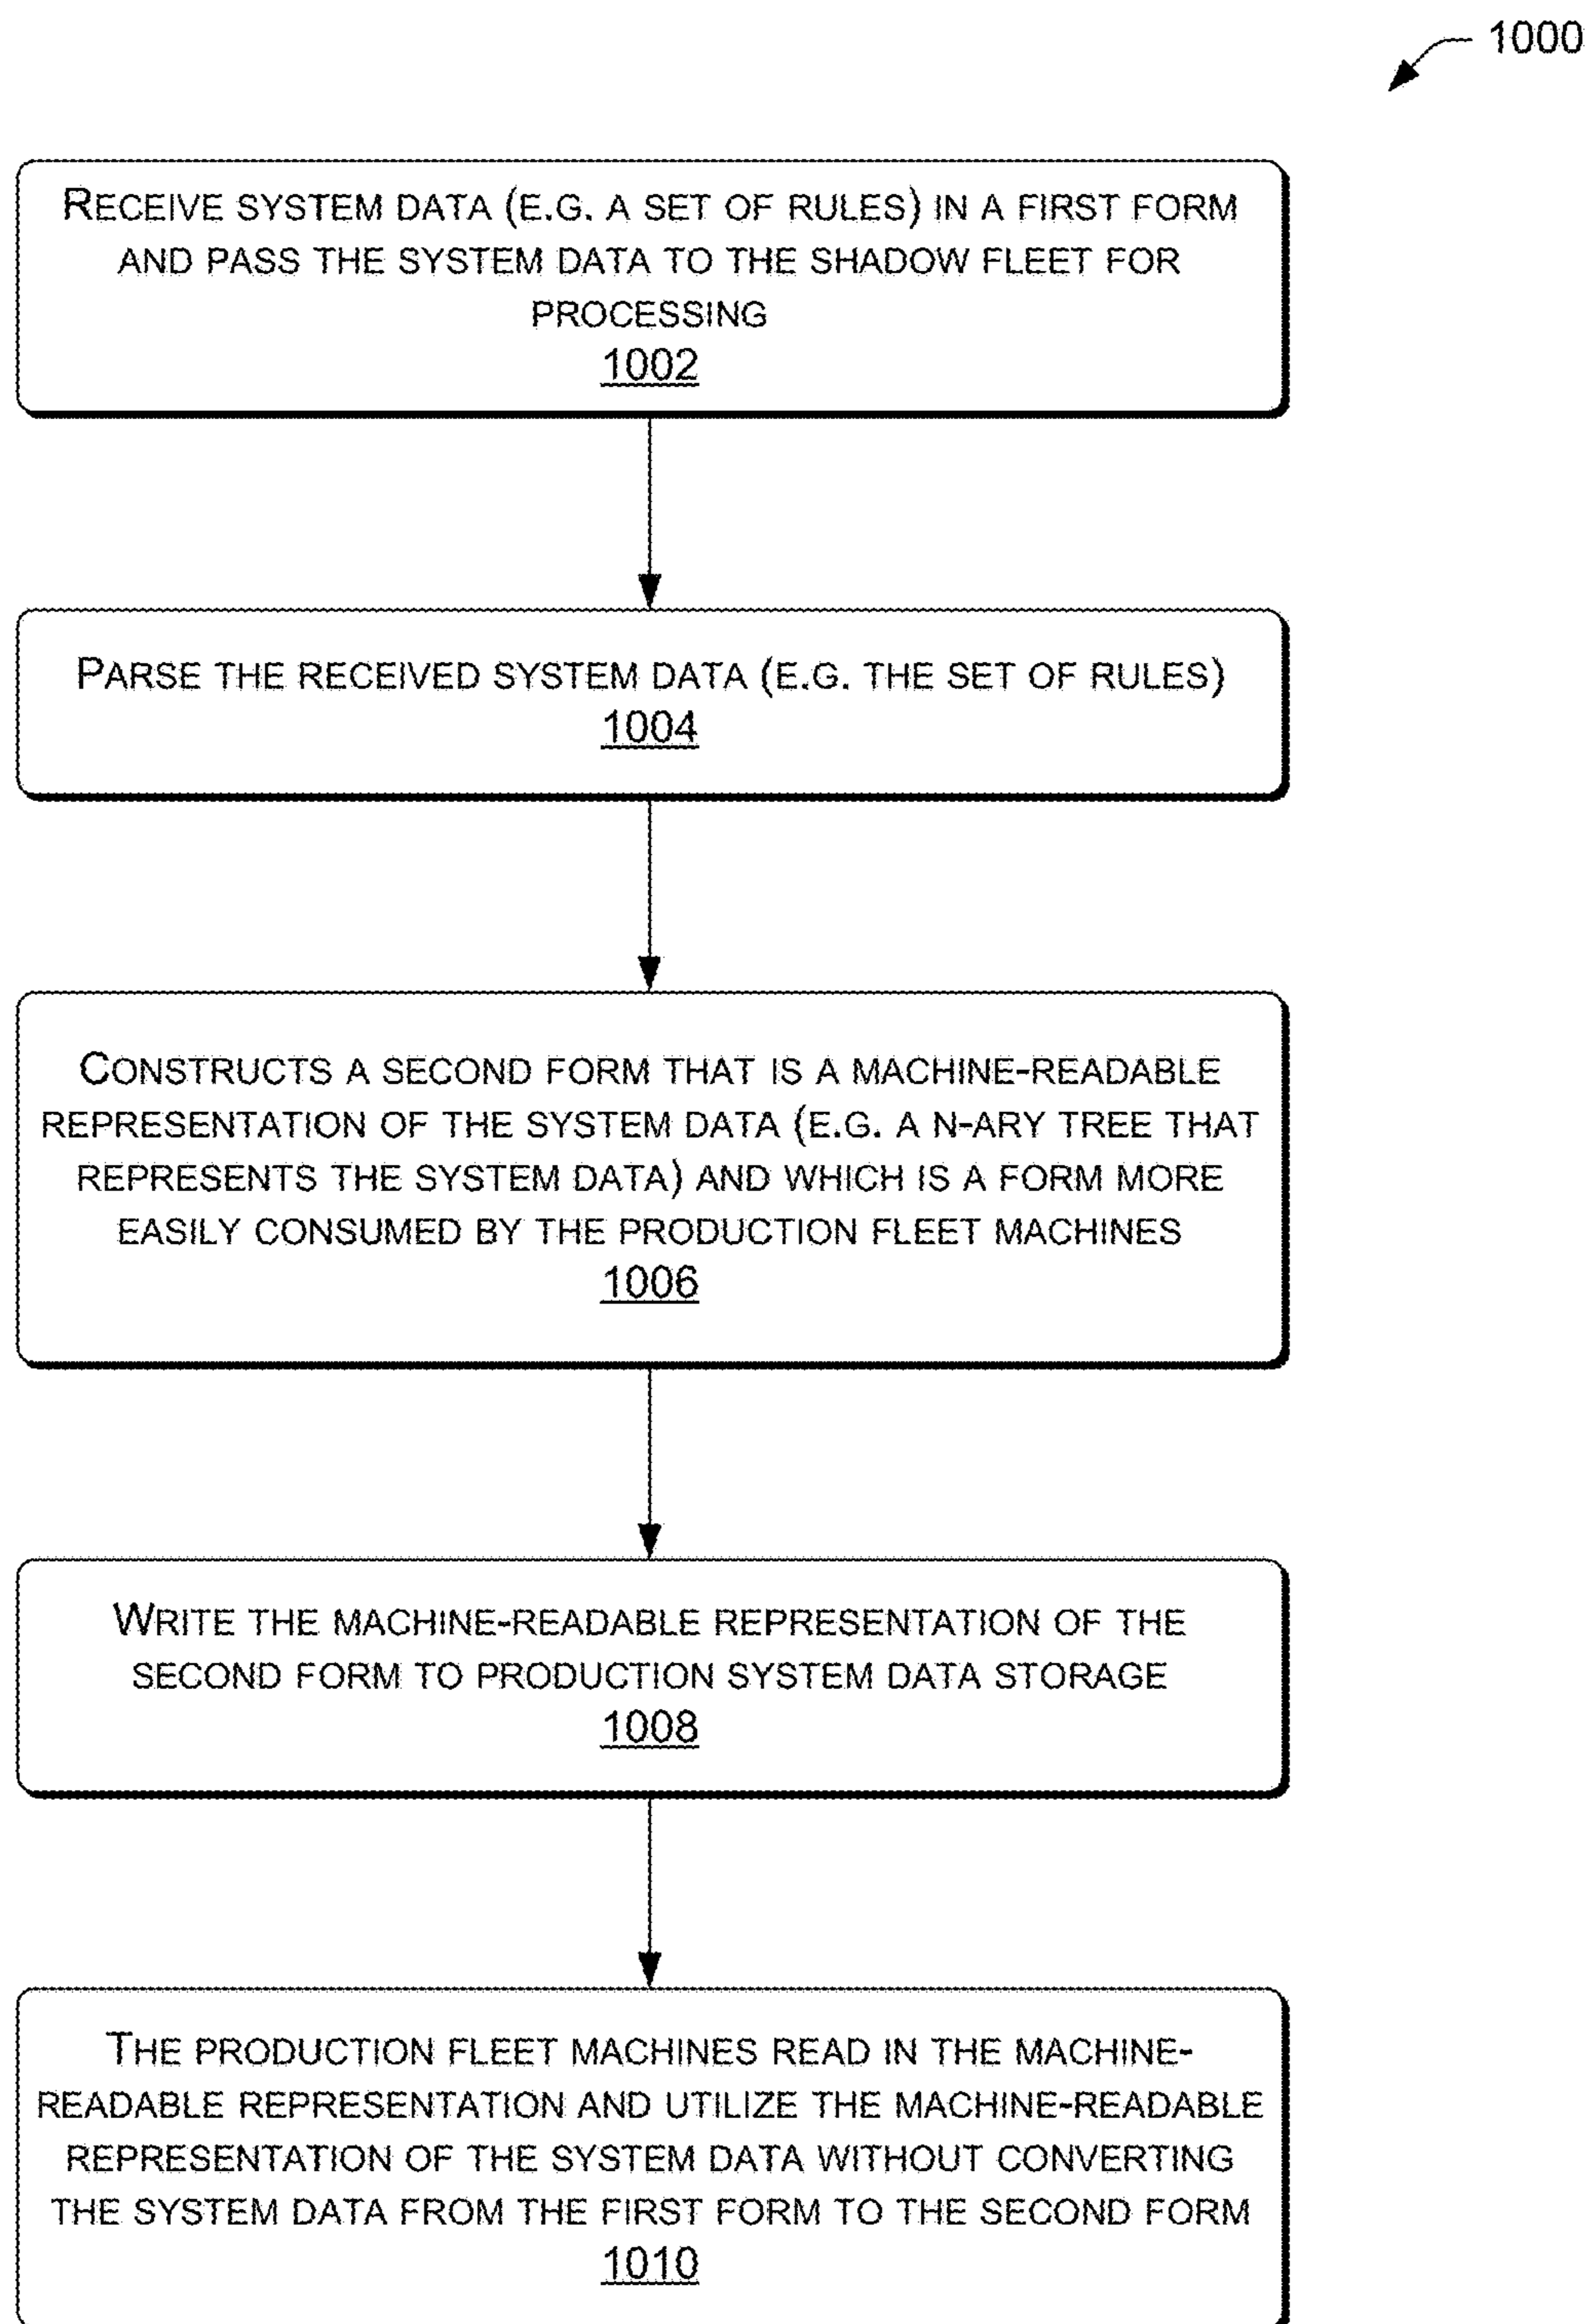 1000
RECEIVE SYSTEM DATA (E.G. A SET OF RULES) IN A FIRST FORM
AND PASS THE SYSTEM DATA TO THE SHADOW FLEET FOR
PROCESSING
1002
PARSE THE RECEIVED SYSTEM DATA (E.G. THE SET OF RULES)
1004
CONSTRUCTS A SECOND FORM THAT IS A MACHINE-READABLE
REPRESENTATION OF THE SYSTEM DATA (E.G. A N-ARY TREE THAT
REPRESENTS THE SYSTEM DATA) AND WHICH IS A FORM MORE
EASILY CONSUMED BY THE PRODUCTION FLEET MACHINES
1006
WRITE THE MACHINE-READABLE REPRESENTATION OF THE
SECOND FORM TO PRODUCTION SYSTEM DATA STORAGE
1008
THE PRODUCTION FLEET MACHINES READ IN THE MACHINE-
READABLE REPRESENTATION AND UTILIZE THE MACHINE-READABLE
REPRESENTATION OF THE SYSTEM DATA WITHOUT CONVERTING
THE SYSTEM DATA FROM THE FIRST FORM TO THE SECOND FORM
1010